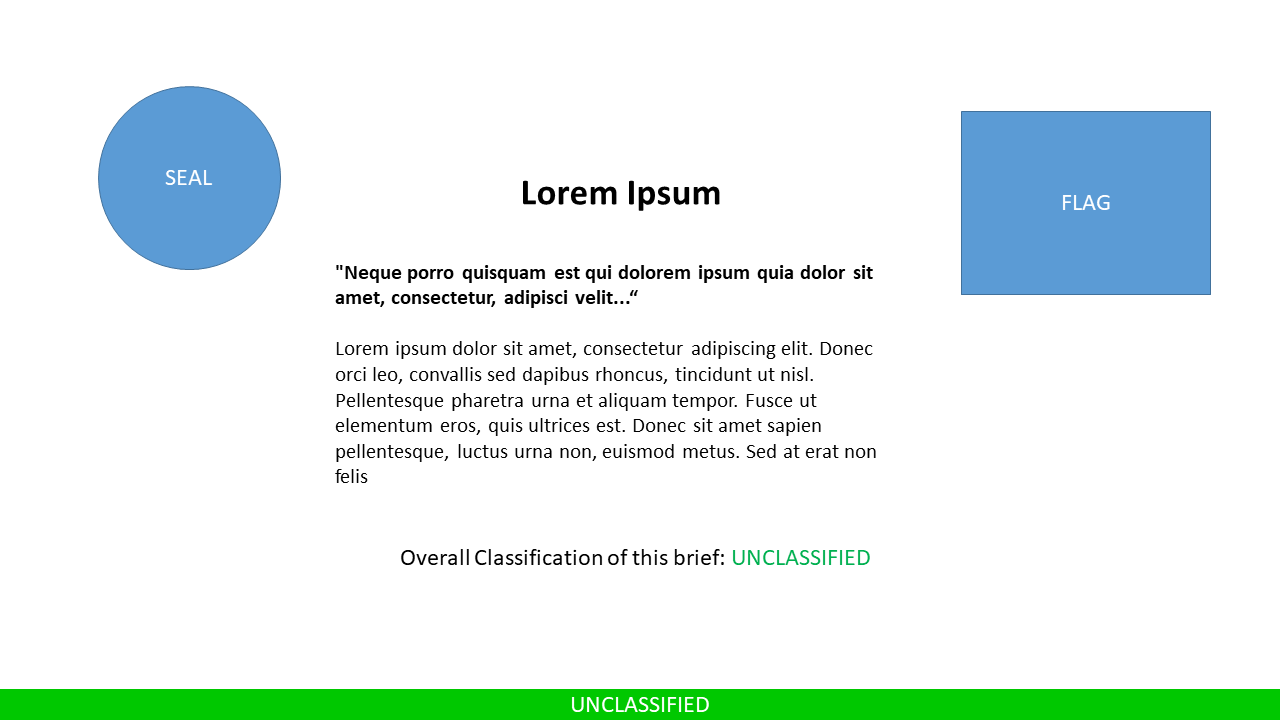 SEAL
FLAG
Lorem Ipsum
"Neque porro quisquam est qui dolorem ipsum quia dolor sit
amet, consectetur, adipisci velit...“
Lorem ipsum dolor sit amet, consectetur adipiscing elit. Donec
orci leo, convallis sed dapibus rhoncus, tincidunt ut nisl.
Pellentesque pharetra urna et aliquam tempor. Fusce ut
elementum eros, quis ultrices est. Donec sit amet sapien
pellentesque, luctus urna non, euismod metus. Sed at erat non
felis
Overall Classification of this brief: UNCLASSIFIED
UNCLASSIFIED